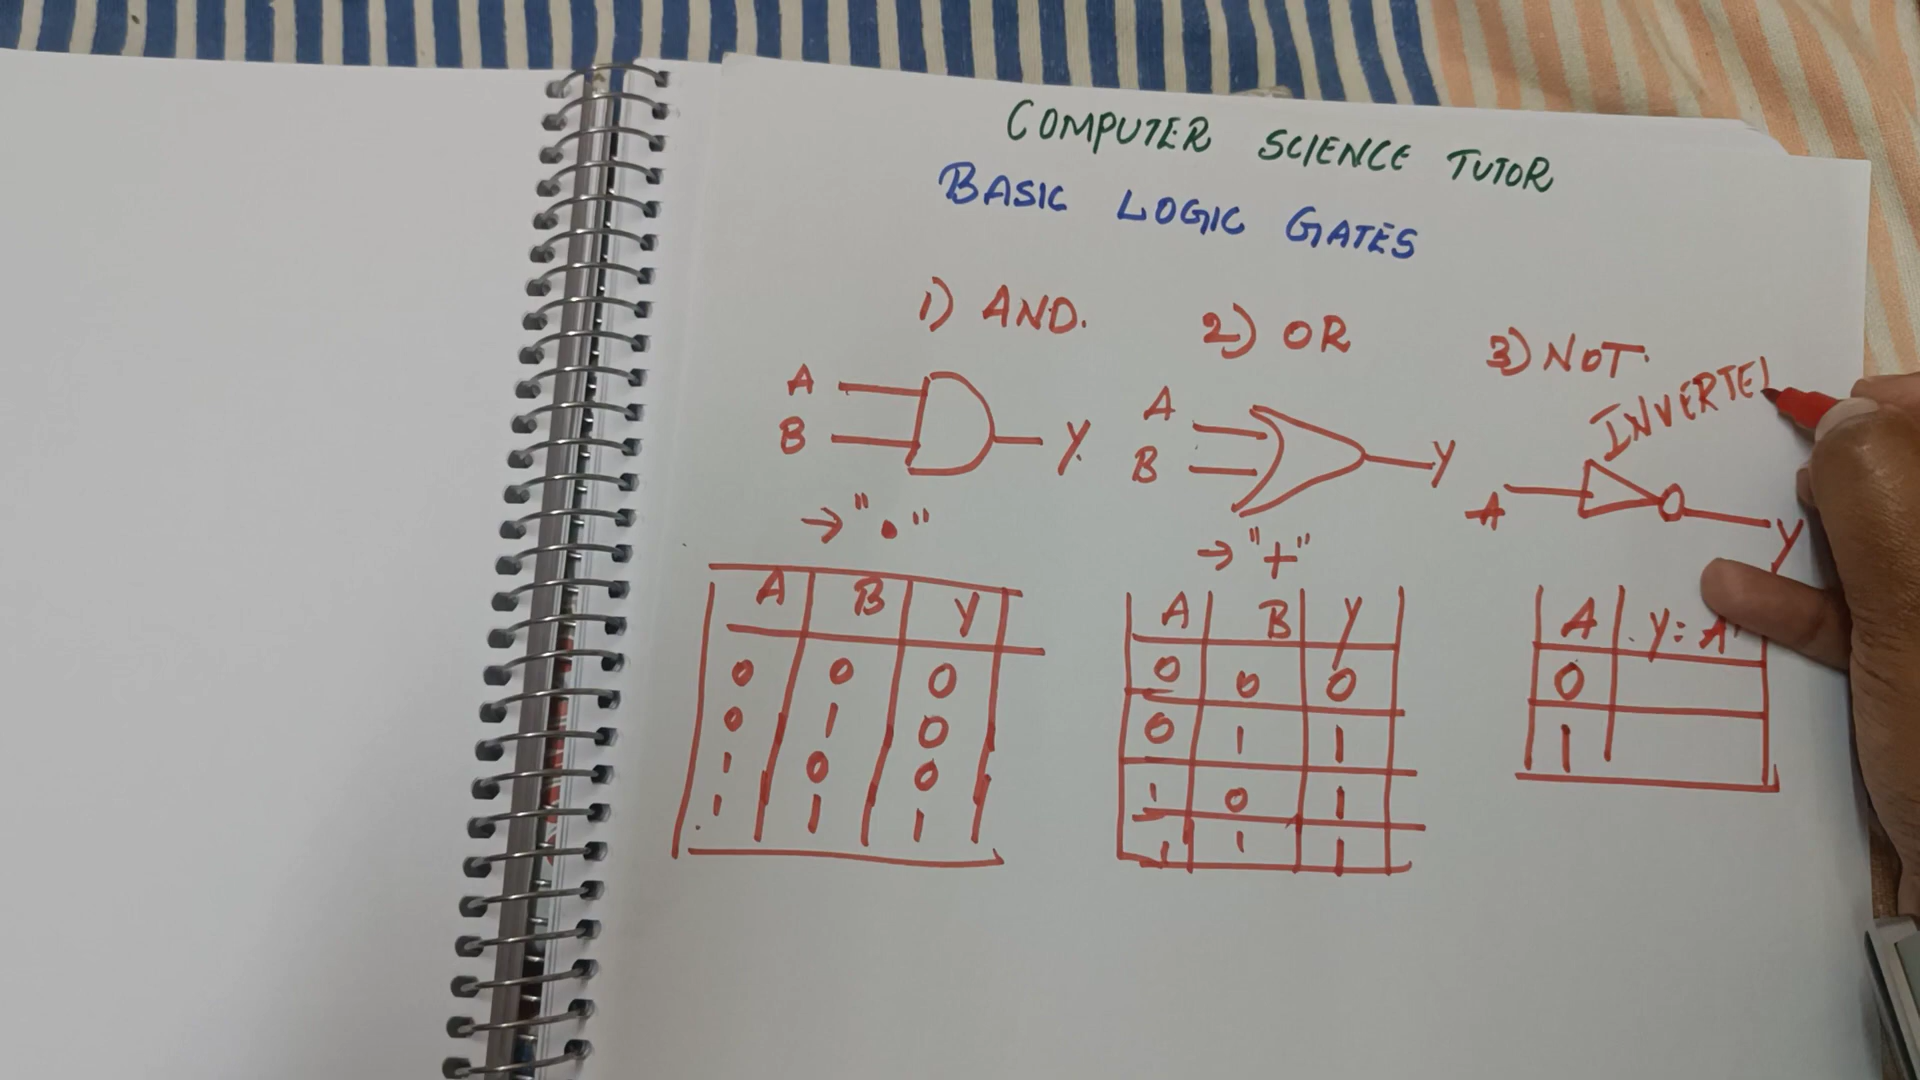 COMPUTER SCIENCE TUTOR
BASIC LOGIC GATES
1) AND.
A
B
Y
→ "•"
A B Y
0 0 0
0 1 0
1 0 0
1 1 1
2) OR
A
B
Y
→ "+"
A B Y
0 0 0
0 1 1
1 0 1
1 1 1
3) NOT.
INVERTE
A
Y
A Y = A'
0
1